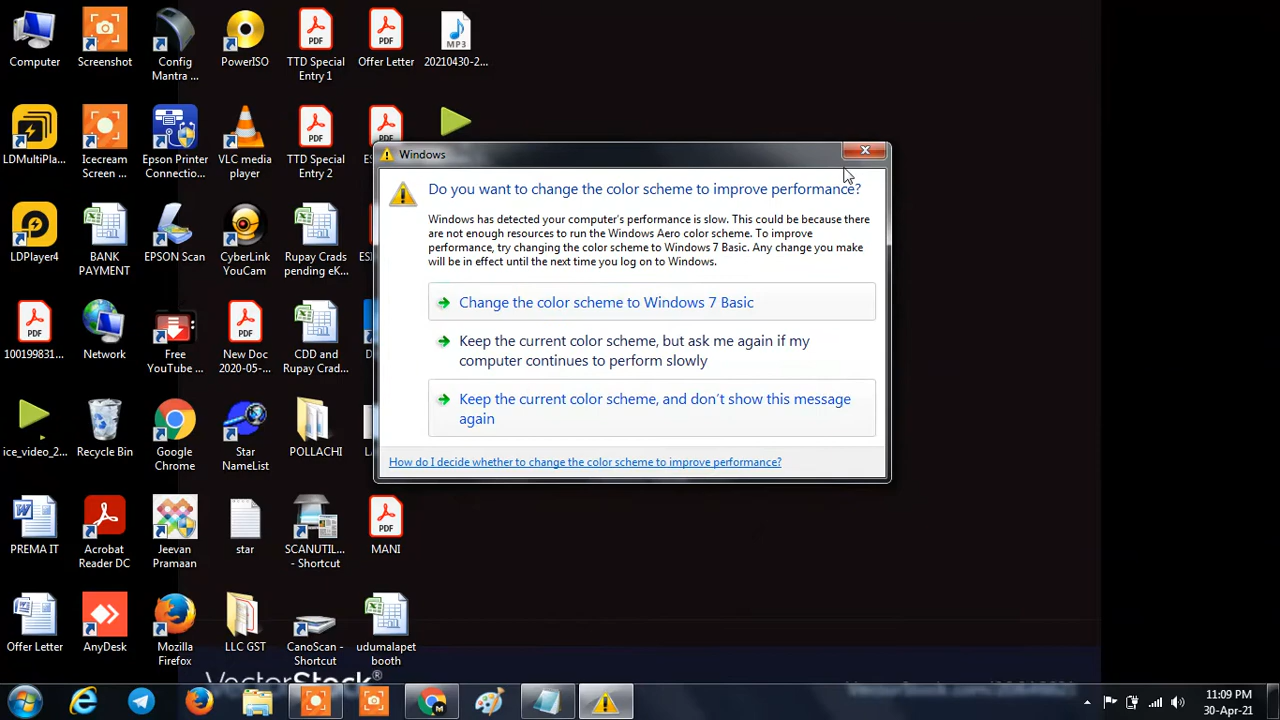 Computer
Screenshot
Config
Mantra ...
PowerISO
TTD Special
Entry 1
Offer Letter
MP3
20210430-2...
LDMultiPla...
Icecream
Screen ...
Epson Printer
Connectio...
VLC media
player
TTD Special
Entry 2
LDPlayer4
BANK
PAYMENT
EPSON Scan
CyberLink
YouCam
Rupay Crads
pending eK...
100199831...
Network
Free
YouTube ...
New Doc
2020-05-...
CDD and
Rupay Crad...
ice_video_2...
Recycle Bin
Google
Chrome
Star
NameList
POLLACHI
PREMA IT
Acrobat
Reader DC
Jeevan
Pramaan
star
SCANUTIL...
- Shortcut
MANI
Offer Letter
AnyDesk
Mozilla
Firefox
LLC GST
CanoScan -
Shortcut
udumalapet
booth
Windows
Do you want to change the color scheme to improve performance?
Windows has detected your computer's performance is slow. This could be because there
are not enough resources to run the Windows Aero color scheme. To improve
performance, try changing the color scheme to Windows 7 Basic. Any change you make
will be in effect until the next time you log on to Windows.
Change the color scheme to Windows 7 Basic
Keep the current color scheme, but ask me again if my
computer continues to perform slowly
Keep the current color scheme, and don't show this message
again
How do I decide whether to change the color scheme to improve performance?
VectorStock®
11:09 PM
30-Apr-21